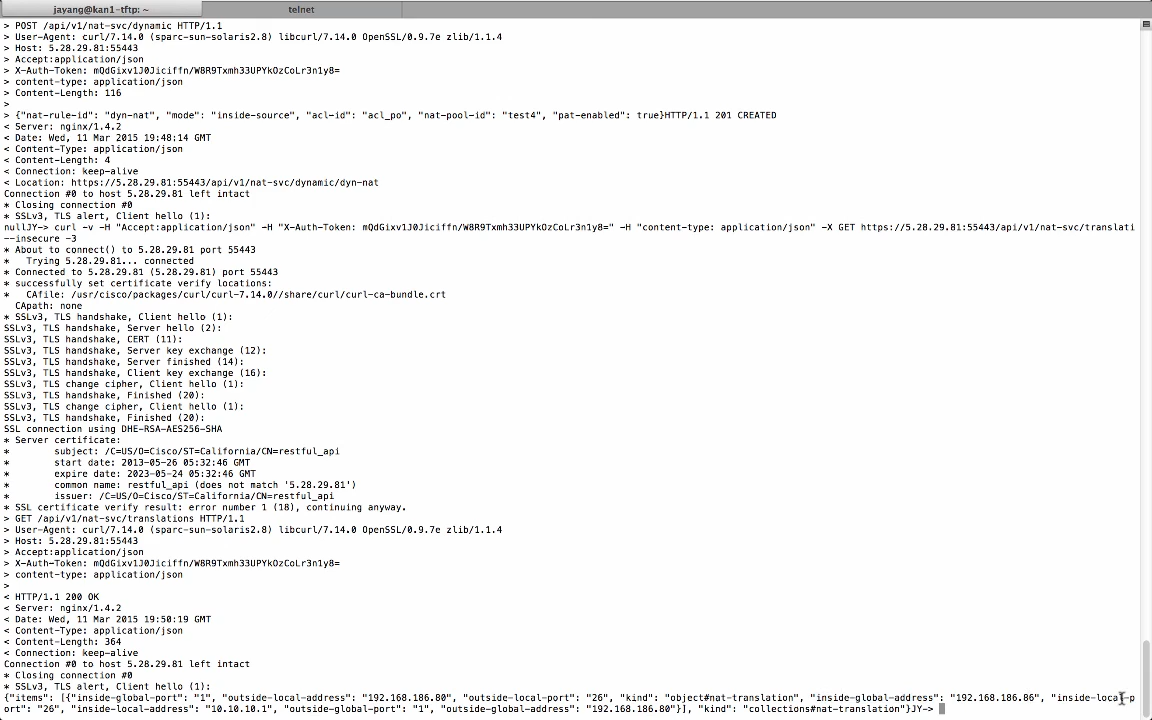 jayang@kan1-tftp: ~
telnet
> POST /api/v1/nat-svc/dynamic HTTP/1.1
> User-Agent: curl/7.14.0 (sparc-sun-solaris2.8) libcurl/7.14.0 OpenSSL/0.9.7e zlib/1.1.4
> Host: 5.28.29.81:55443
> Accept:application/json
> X-Auth-Token: mQdGixv1J0Jiciffn/W8R9Txmh33UPYkOzCoLr3n1y8=
> content-type: application/json
> Content-Length: 116
>
> {"nat-rule-id": "dyn-nat", "mode": "inside-source", "acl-id": "acl_po", "nat-pool-id": "test4", "pat-enabled": true}HTTP/1.1 201 CREATED
< Server: nginx/1.4.2
< Date: Wed, 11 Mar 2015 19:48:14 GMT
< Content-Type: application/json
< Content-Length: 4
< Connection: keep-alive
< Location: https://5.28.29.81:55443/api/v1/nat-svc/dynamic/dyn-nat
Connection #0 to host 5.28.29.81 left intact
* Closing connection #0
* SSLv3, TLS alert, Client hello (1):
nullJY-> curl -v -H "Accept:application/json" -H "X-Auth-Token: mQdGixv1J0Jiciffn/W8R9Txmh33UPYkOzCoLr3n1y8=" -H "content-type: application/json" -X GET https://5.28.29.81:55443/api/v1/nat-svc/translati
--insecure -3
* About to connect() to 5.28.29.81 port 55443
*   Trying 5.28.29.81... connected
* Connected to 5.28.29.81 (5.28.29.81) port 55443
* successfully set certificate verify locations:
*   CAfile: /usr/cisco/packages/curl/curl-7.14.0//share/curl/curl-ca-bundle.crt
  CApath: none
* SSLv3, TLS handshake, Client hello (1):
SSLv3, TLS handshake, Server hello (2):
SSLv3, TLS handshake, CERT (11):
SSLv3, TLS handshake, Server key exchange (12):
SSLv3, TLS handshake, Server finished (14):
SSLv3, TLS handshake, Client key exchange (16):
SSLv3, TLS change cipher, Client hello (1):
SSLv3, TLS handshake, Finished (20):
SSLv3, TLS change cipher, Client hello (1):
SSLv3, TLS handshake, Finished (20):
SSL connection using DHE-RSA-AES256-SHA
* Server certificate:
*        subject: /C=US/O=Cisco/ST=California/CN=restful_api
*        start date: 2013-05-26 05:32:46 GMT
*        expire date: 2023-05-24 05:32:46 GMT
*        common name: restful_api (does not match '5.28.29.81')
*        issuer: /C=US/O=Cisco/ST=California/CN=restful_api
* SSL certificate verify result: error number 1 (18), continuing anyway.
> GET /api/v1/nat-svc/translations HTTP/1.1
> User-Agent: curl/7.14.0 (sparc-sun-solaris2.8) libcurl/7.14.0 OpenSSL/0.9.7e zlib/1.1.4
> Host: 5.28.29.81:55443
> Accept:application/json
> X-Auth-Token: mQdGixv1J0Jiciffn/W8R9Txmh33UPYkOzCoLr3n1y8=
> content-type: application/json
>
< HTTP/1.1 200 OK
< Server: nginx/1.4.2
< Date: Wed, 11 Mar 2015 19:50:19 GMT
< Content-Type: application/json
< Content-Length: 364
< Connection: keep-alive
Connection #0 to host 5.28.29.81 left intact
* Closing connection #0
* SSLv3, TLS alert, Client hello (1):
{"items": [{"inside-global-port": "1", "outside-local-address": "192.168.186.80", "outside-local-port": "26", "kind": "object#nat-translation", "inside-global-address": "192.168.186.86", "inside-local-p
ort": "26", "inside-local-address": "10.10.10.1", "outside-global-port": "1", "outside-global-address": "192.168.186.80"}], "kind": "collections#nat-translation"}JY->